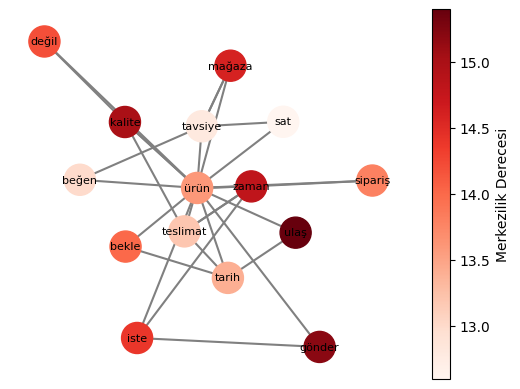 değil
mağaza
kalite
tavsiye
sat
beğen
ürün
zaman
sipariş
teslimat
ulaş
bekle
tarih
iste
gönder
15.0
14.5
14.0
13.5
13.0
Merkezilik Derecesi